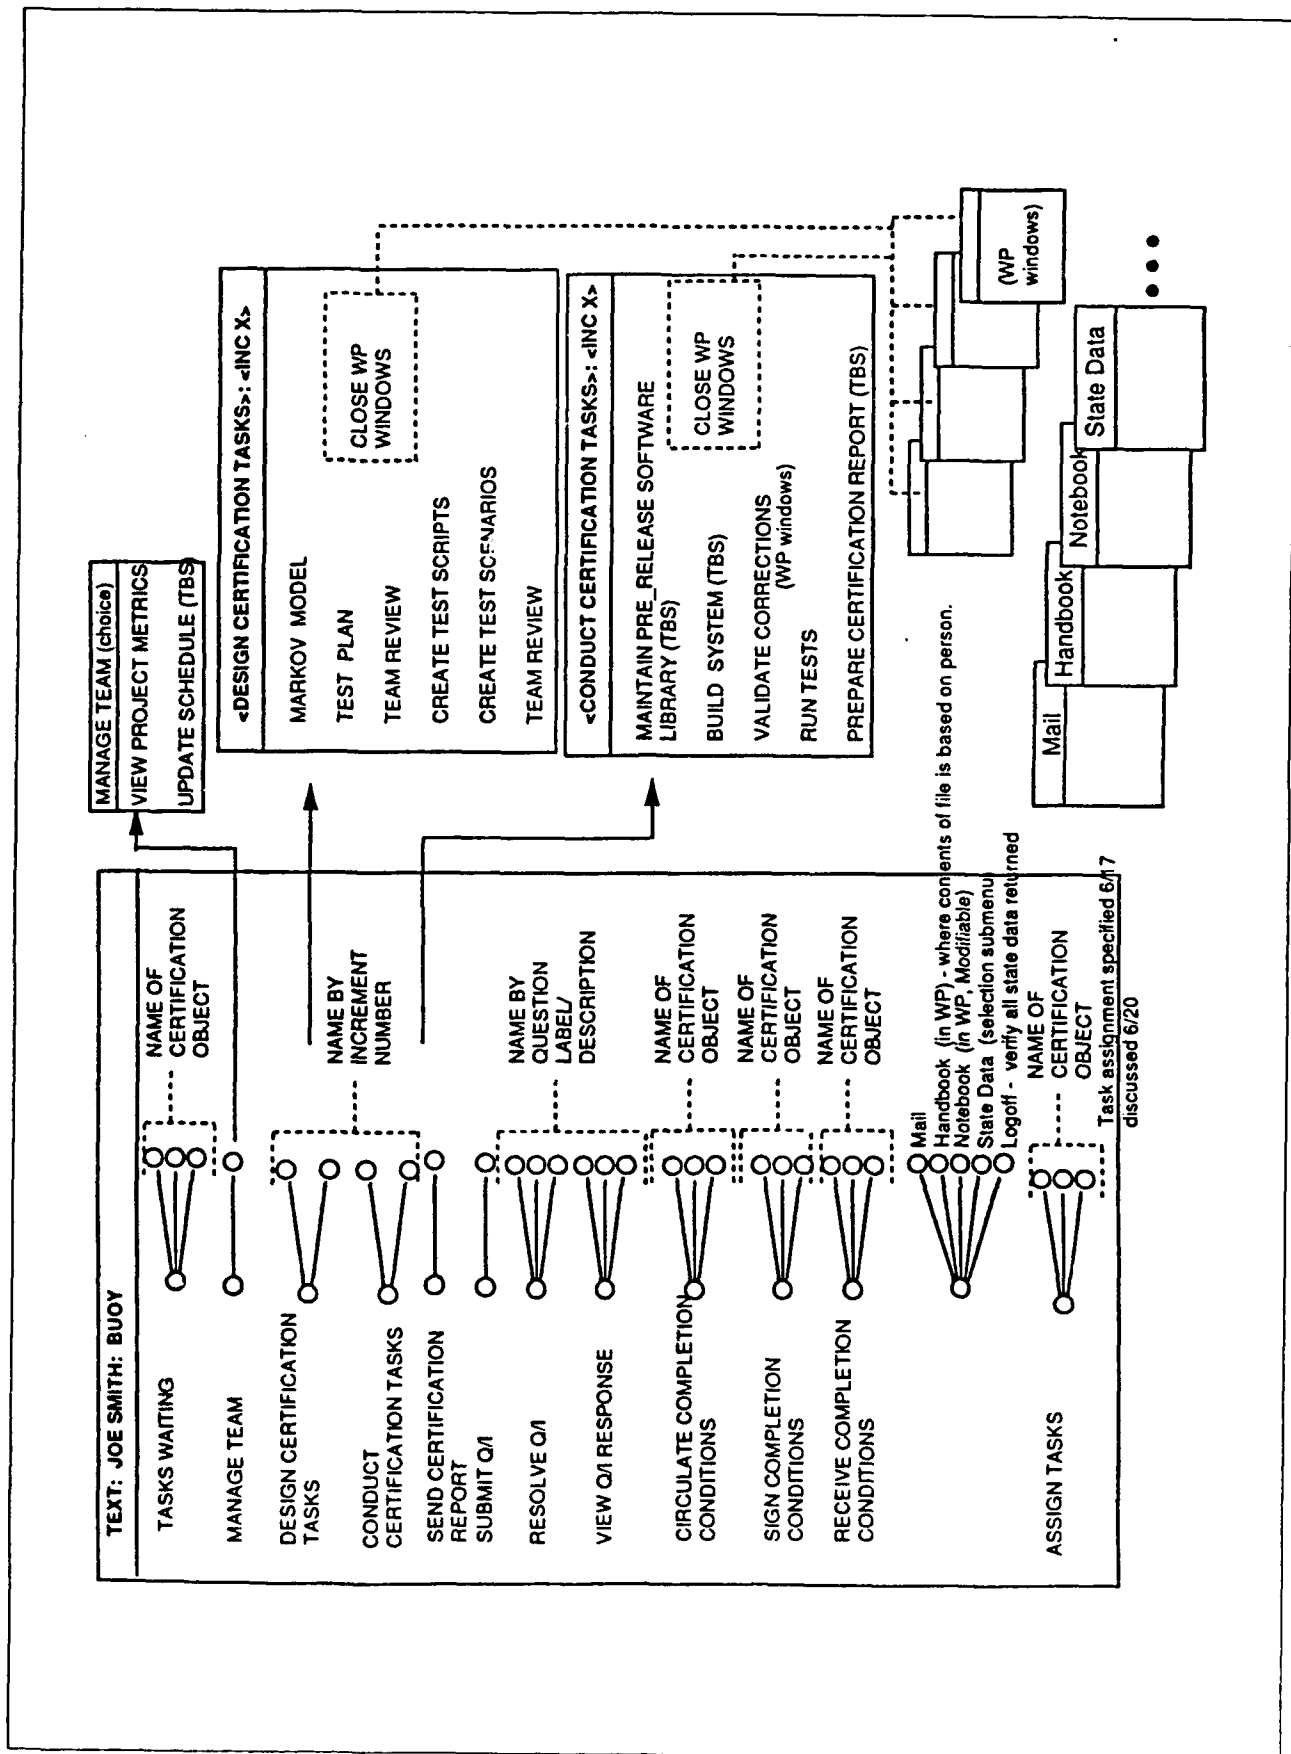 TEXT: JOE SMITH: BUOY
TASKS WAITING
NAME OF
CERTIFICATION
OBJECT
MANAGE TEAM
DESIGN CERTIFICATION
TASKS
NAME BY
INCREMENT
NUMBER
CONDUCT
CERTIFICATION TASKS
SEND CERTIFICATION
REPORT
SUBMIT Q/I
RESOLVE Q/I
NAME BY
QUESTION
LABEL/
DESCRIPTION
VIEW Q/I RESPONSE
CIRCULATE COMPLETION
CONDITIONS
NAME OF
CERTIFICATION
OBJECT
SIGN COMPLETION
CONDITIONS
NAME OF
CERTIFICATION
OBJECT
RECEIVE COMPLETION
CONDITIONS
NAME OF
CERTIFICATION
OBJECT
Mail
Handbook (in WP) - where contents of file is based on person.
Notebook (in WP, Modifiable)
State Data (selection submenu)
Logoff - verify all state data returned
ASSIGN TASKS
NAME OF
CERTIFICATION
OBJECT
Task assignment specified 6/17
discussed 6/20
MANAGE TEAM (choice)
VIEW PROJECT METRICS
UPDATE SCHEDULE (TBS)
<DESIGN CERTIFICATION TASKS>: <INC X>
MARKOV MODEL
TEST PLAN
TEAM REVIEW
CREATE TEST SCRIPTS
CREATE TEST SCENARIOS
TEAM REVIEW
CLOSE WP
WINDOWS
<CONDUCT CERTIFICATION TASKS>: <INC X>
MAINTAIN PRE_RELEASE SOFTWARE
LIBRARY (TBS)
BUILD SYSTEM (TBS)
VALIDATE CORRECTIONS
(WP windows)
RUN TESTS
PREPARE CERTIFICATION REPORT (TBS)
CLOSE WP
WINDOWS
(WP
windows)
Mail
Handbook
Notebook
State Data